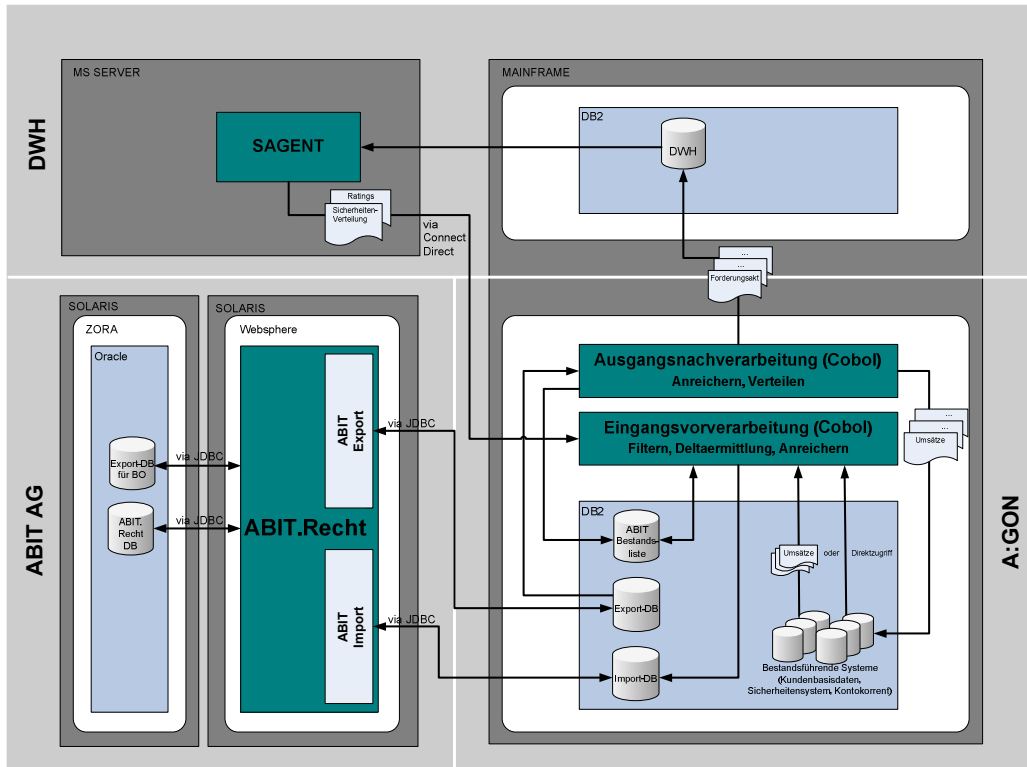 DWH
MS SERVER
SAGENT
Ratings
Sicherheiten-
Verteilung
via
Connect
Direct
MAINFRAME
DB2
DWH
...
...
Forderungsakt
ABIT AG
SOLARIS
ZORA
Oracle
Export-DB
für BO
ABIT.
Recht
DB
via JDBC
via JDBC
SOLARIS
Websphere
ABIT.Recht
ABIT
Export
ABIT
Import
via JDBC
via JDBC
A:GON
Ausgangsnachverarbeitung (Cobol)
Anreichern, Verteilen
Eingangsvorverarbeitung (Cobol)
Filtern, Deltaermittlung, Anreichern
...
...
Umsätze
DB2
ABIT
Bestands-
liste
Export-DB
Import-DB
Umsätze
oder
Direktzugriff
Bestandsführende Systeme
(Kundenbasisdaten,
Sicherheitensystem, Kontokorrent)